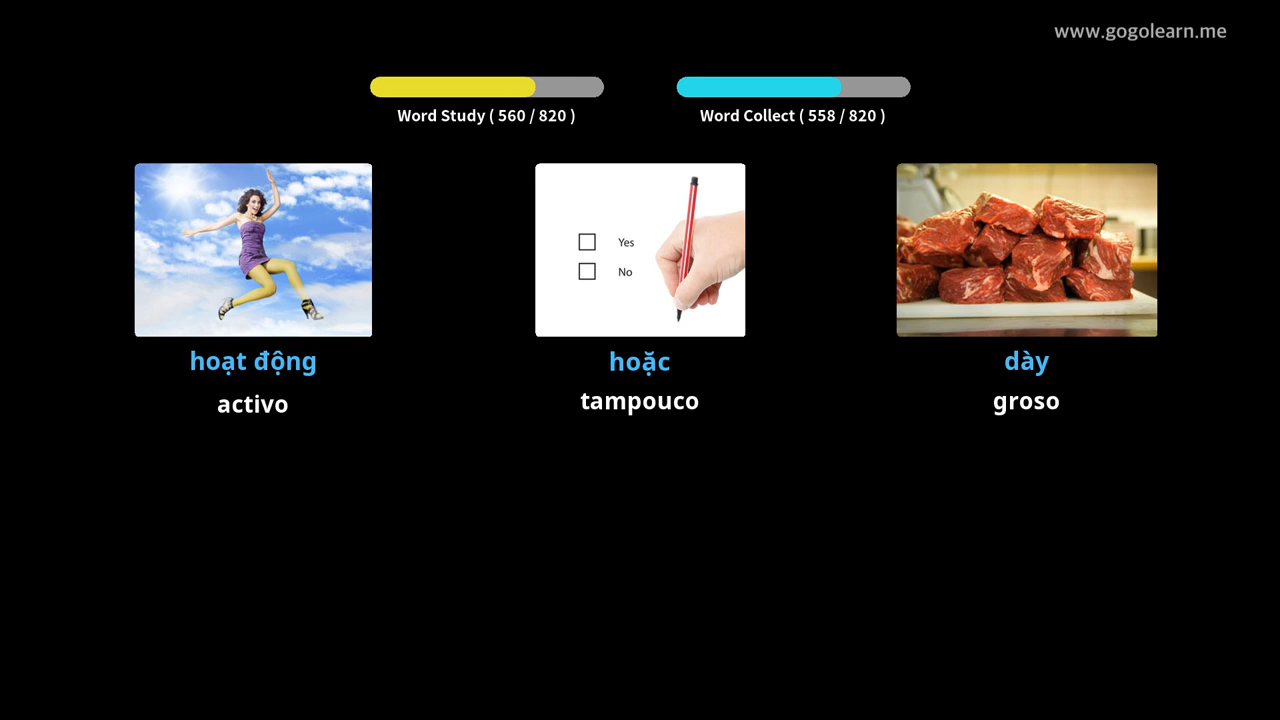 www.gogolearn.me
Word Study ( 560 / 820 )
Word Collect ( 558 / 820 )
Yes
No
hoạt động
hoặc
dày
activo
tampouco
groso